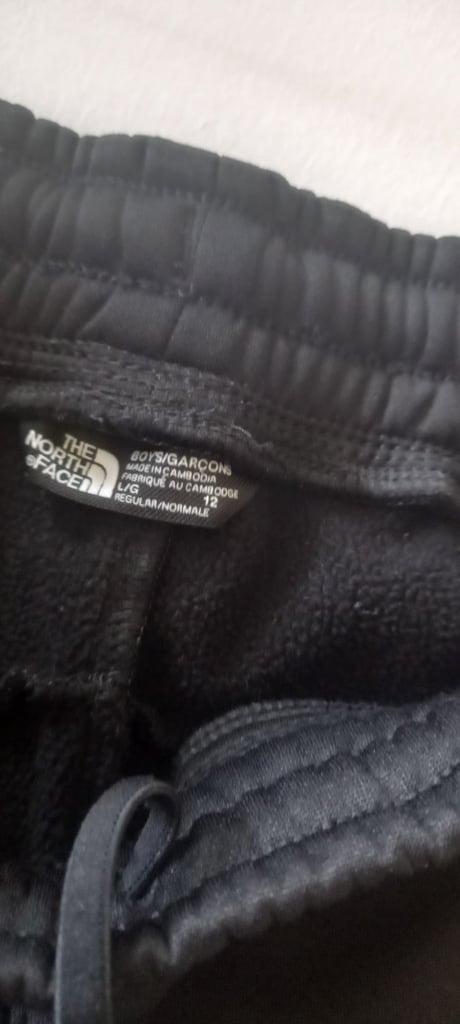 THE
NORTH
FACE
®
BOYS/GARÇONS
MADE IN CAMBODIA
FABRIQUÉ AU CAMBODGE
L/G 12
REGULAR/NORMALE